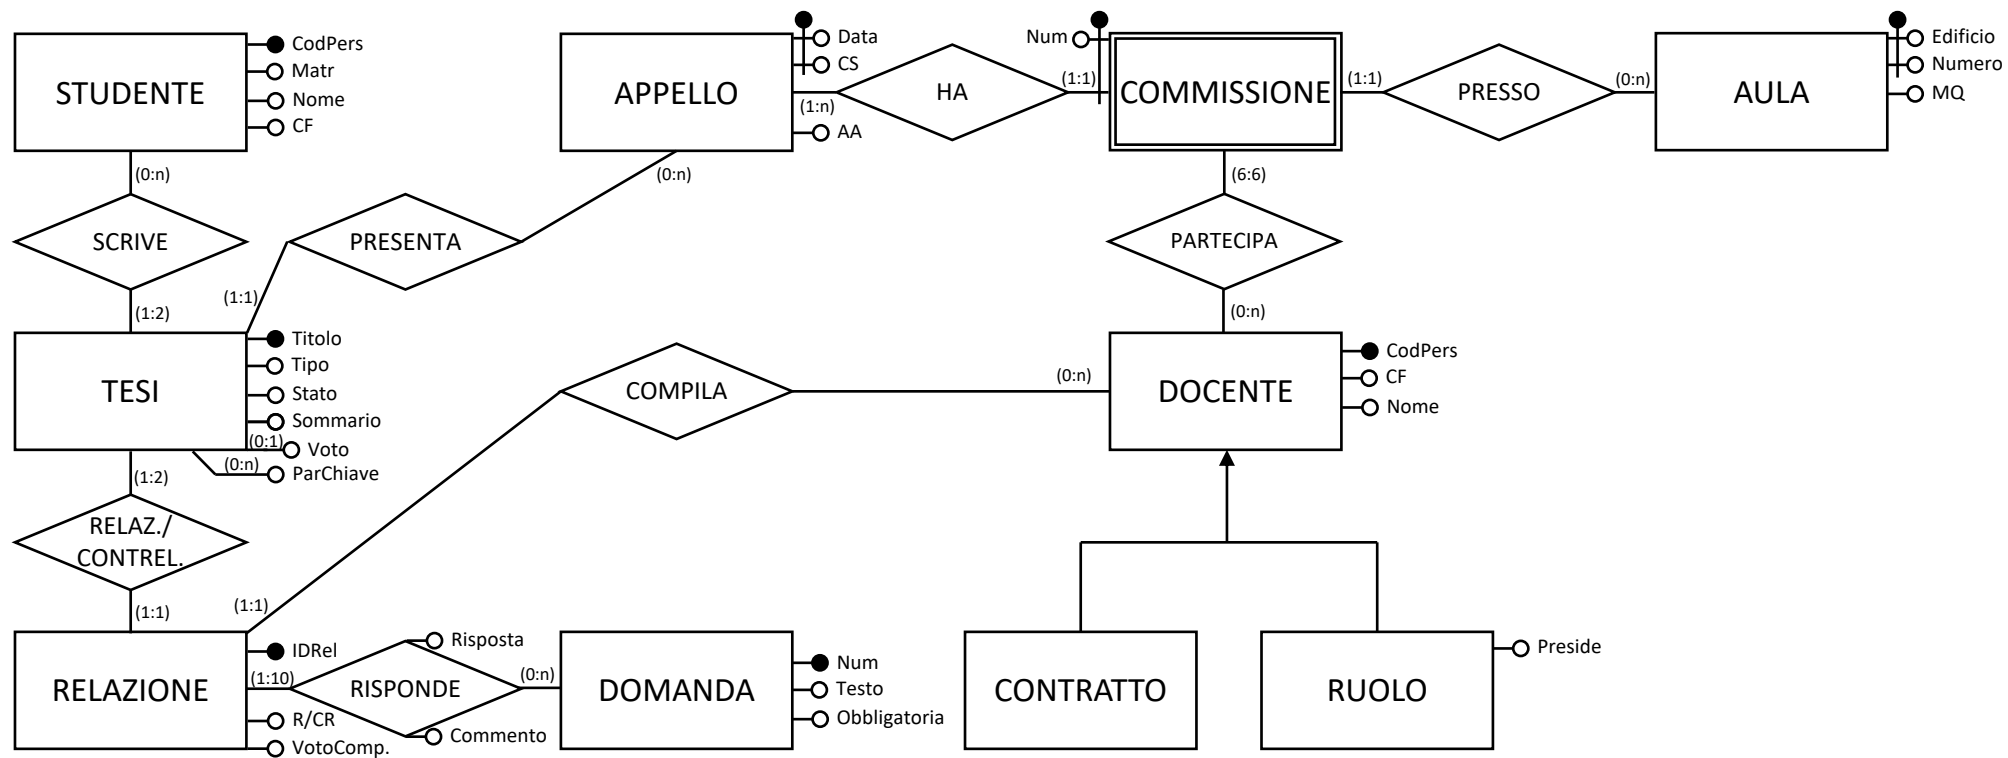 STUDENTE
CodPers
Matr
Nome
CF
APPELLO
Data
CS
(1:n)
AA
HA
(1:1)
Num
COMMISSIONE
(1:1)
PRESSO
(0:n)
AULA
Edificio
Numero
MQ
(0:n)
SCRIVE
(1:2)
(0:n)
PRESENTA
(1:1)
(6:6)
PARTECIPA
(0:n)
TESI
Titolo
Tipo
Stato
Sommario
(0:1)
Voto
(0:n)
ParChiave
COMPILA
(0:n)
(1:1)
DOCENTE
CodPers
CF
Nome
(1:2)
RELAZ./
CONTREL.
(1:1)
RELAZIONE
IDRel
(1:10)
R/CR
VotoComp.
RISPONDE
Risposta
Commento
(0:n)
DOMANDA
Num
Testo
Obbligatoria
CONTRATTO
RUOLO
Preside